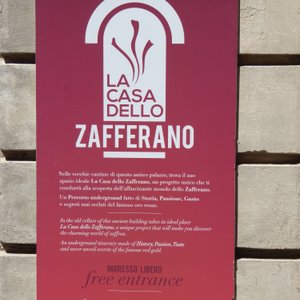 LA
CASA
DELLO
ZAFFERANO
Nelle vecchie cantine di questo antico palazzo, trova il suo
spazio ideale La Casa dello Zafferano, un progetto unico che ti
condurrà alla scoperta dell'affascinante mondo dello Zafferano.
Un Percorso underground fatto di Storia, Passione, Gusto
e segreti mai svelati del famoso oro rosso.
In the old cellars of this ancient building takes its ideal place
La Casa dello Zafferano, a unique project that will make you discover
the charming world of saffron.
An underground itinerary made of History, Passion, Taste
and never unveil secrets of the famous red gold.
INGRESSO LIBERO
free entrance